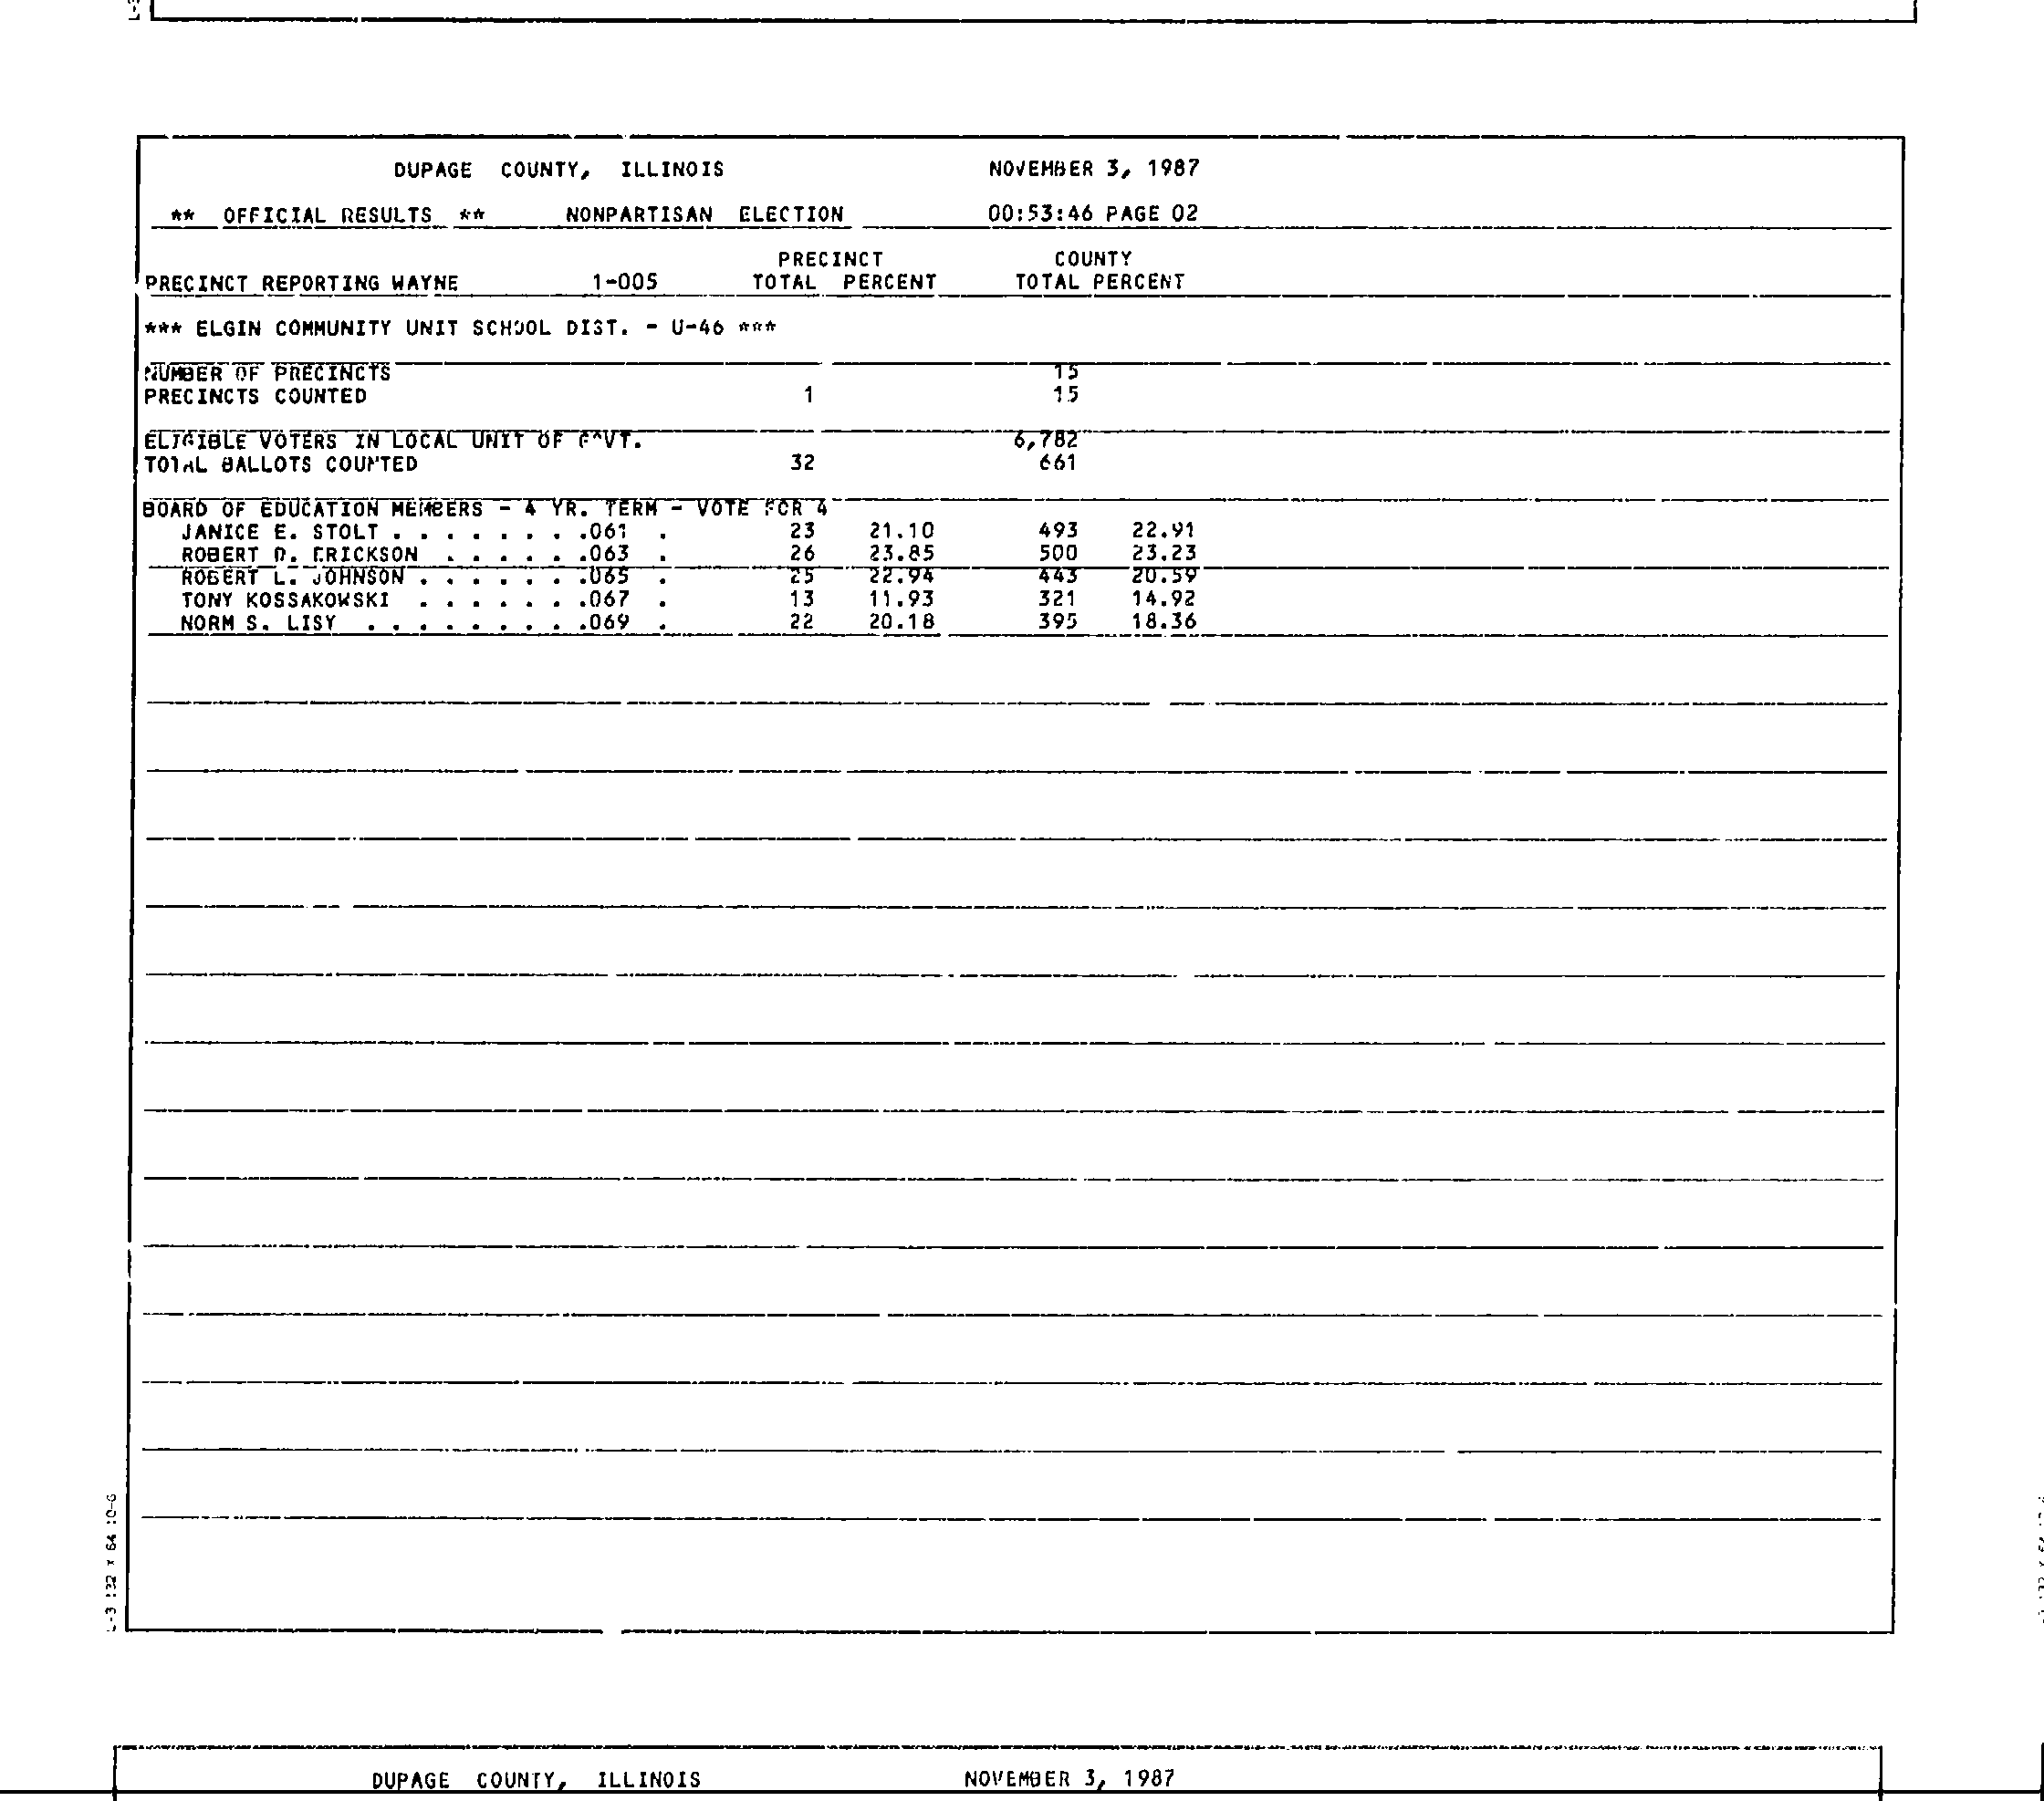 DUPAGE COUNTY, ILLINOIS NOVEMBER 3, 1987
** OFFICIAL RESULTS ** NONPARTISAN ELECTION 00:53:46 PAGE 02
PRECINCT COUNTY
PRECINCT REPORTING WAYNE 1-005 TOTAL PERCENT TOTAL PERCENT
*** ELGIN COMMUNITY UNIT SCHOOL DIST. - U-46 ***
NUMBER OF PRECINCTS 15
PRECINCTS COUNTED 1 15
ELIGIBLE VOTERS IN LOCAL UNIT OF GOVT. 6,782
TOTAL BALLOTS COUNTED 32 661
BOARD OF EDUCATION MEMBERS - 4 YR. TERM - VOTE FOR 4
JANICE E. STOLT . . . . . . . .061 . 23 21.10 493 22.91
ROBERT D. ERICKSON . . . . . .063 . 26 23.85 500 23.23
ROBERT L. JOHNSON . . . . . . .065 . 25 22.94 443 20.59
TONY KOSSAKOWSKI . . . . . . .067 . 13 11.93 321 14.92
NORM S. LISY . . . . . . . . .069 . 22 20.18 395 18.36
DUPAGE COUNTY, ILLINOIS NOVEMBER 3, 1987